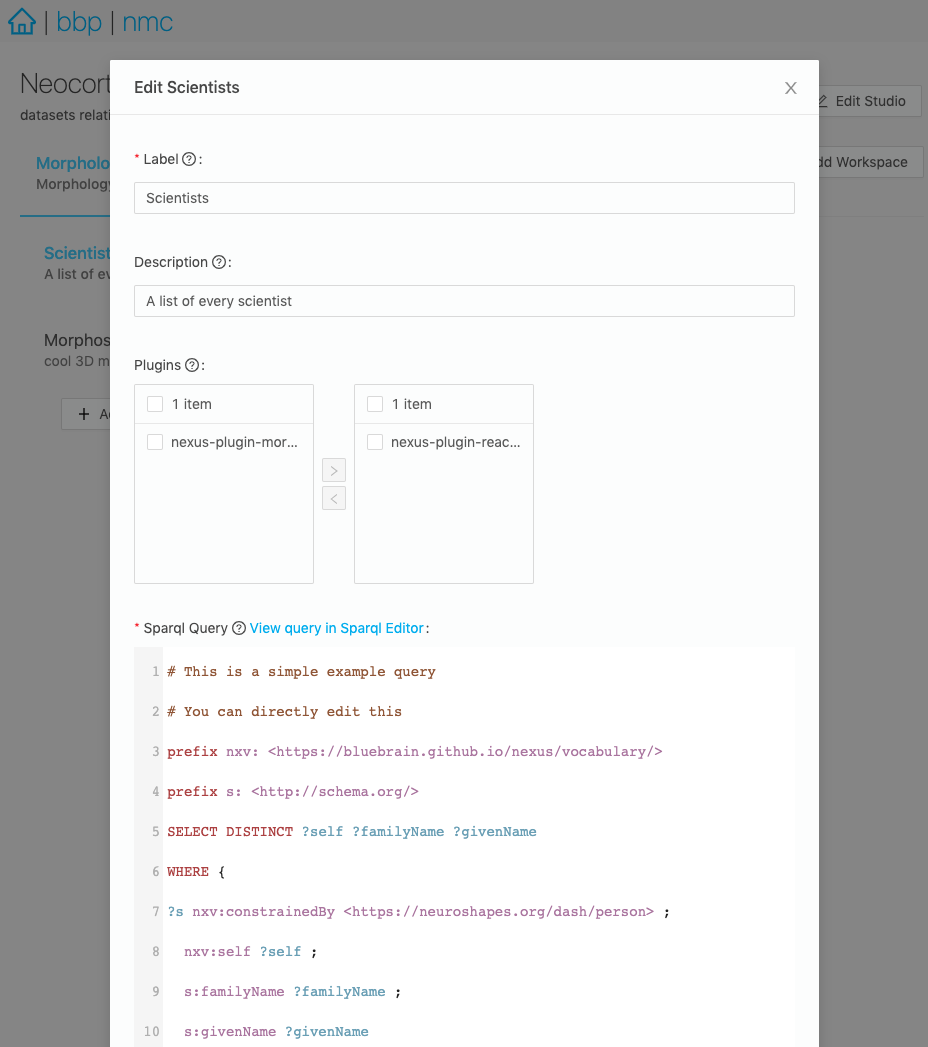 | bbp | nmc
Neocort
datasets relati
Edit Studio
Morpholo
Morphology
dd Workspace
Scientist
A list of ev
Morphos
cool 3D m
+ A
Edit Scientists
* Label ? :
Scientists
Description ? :
A list of every scientist
Plugins ? :
1 item
1 item
nexus-plugin-mor...
nexus-plugin-reac...
>
<
* Sparql Query ? View query in Sparql Editor :
1 # This is a simple example query
2 # You can directly edit this
3 prefix nxv: <https://bluebrain.github.io/nexus/vocabulary/>
4 prefix s: <http://schema.org/>
5 SELECT DISTINCT ?self ?familyName ?givenName
6 WHERE {
7 ?s nxv:constrainedBy <https://neuroshapes.org/dash/person> ;
8 nxv:self ?self ;
9 s:familyName ?familyName ;
10 s:givenName ?givenName